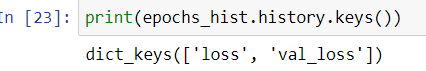 In [23]: print(epochs_hist.history.keys())
dict_keys(['loss', 'val_loss'])